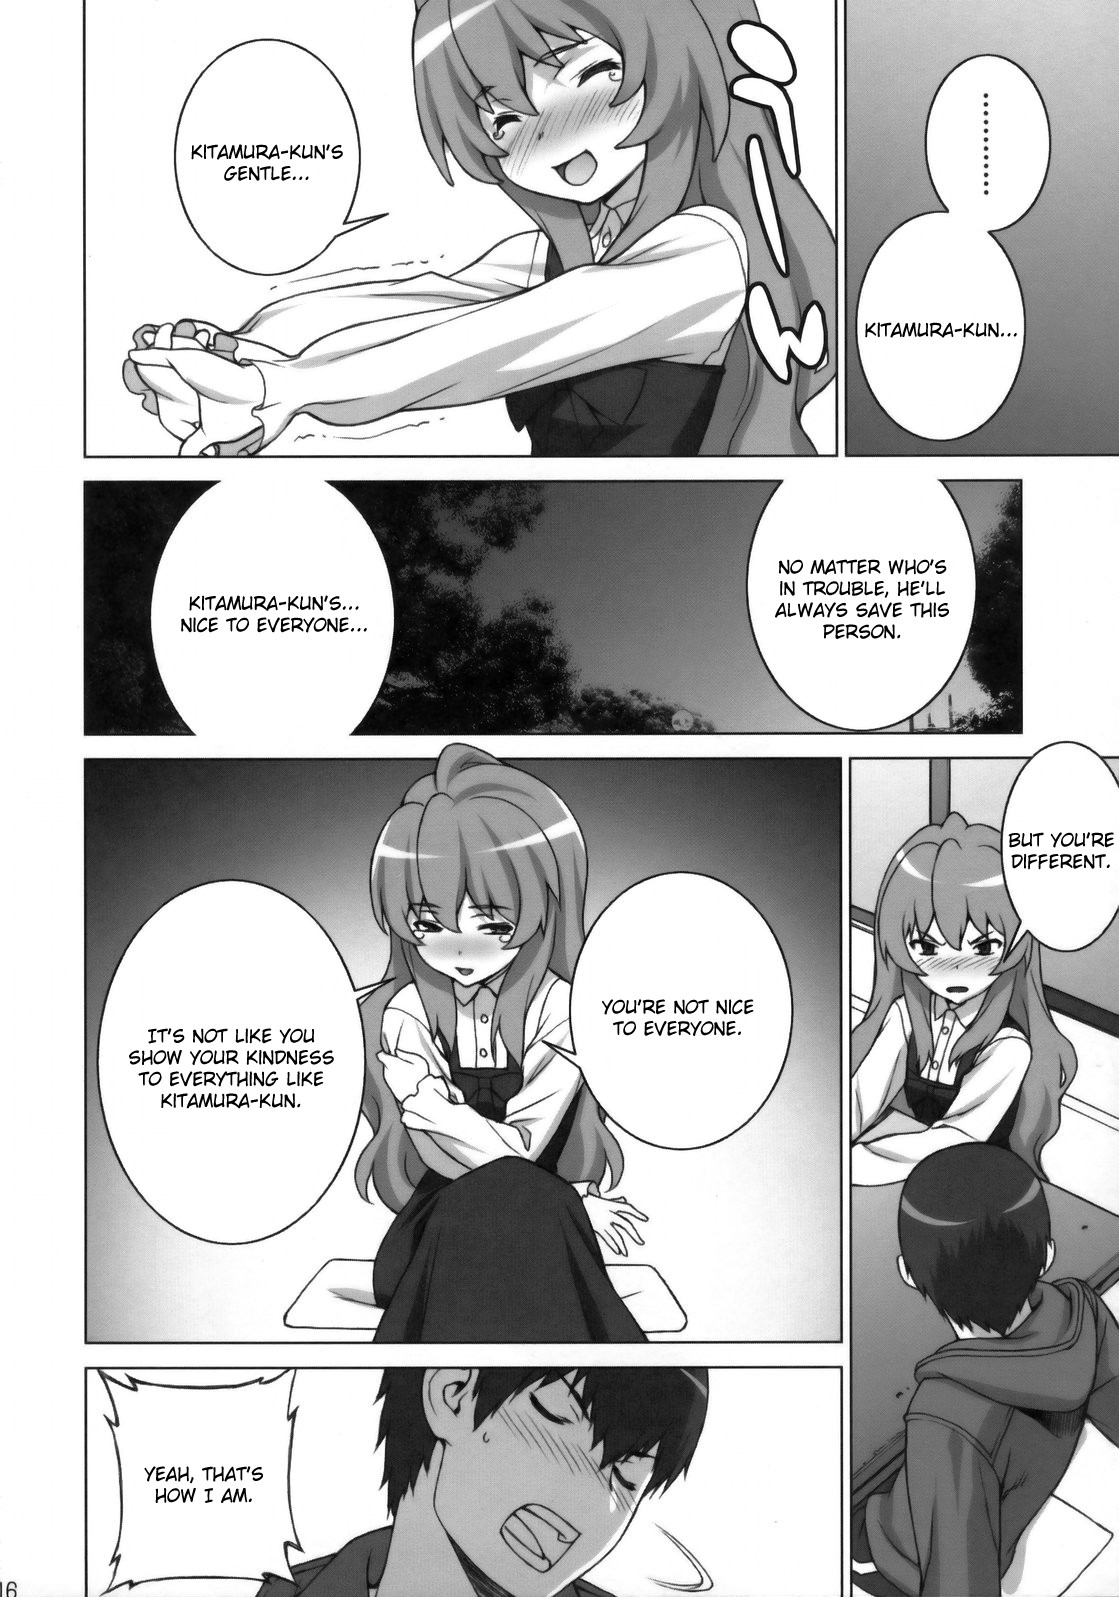 ..........
KITAMURA-KUN...
KITAMURA-KUN'S
GENTLE...
NO MATTER WHO'S
IN TROUBLE, HE'LL
ALWAYS SAVE THIS
PERSON.
KITAMURA-KUN'S...
NICE TO EVERYONE...
BUT YOU'RE
DIFFERENT.
YOU'RE NOT NICE
TO EVERYONE.
IT'S NOT LIKE YOU
SHOW YOUR KINDNESS
TO EVERYTHING LIKE
KITAMURA-KUN.
YEAH, THAT'S
HOW I AM.
16